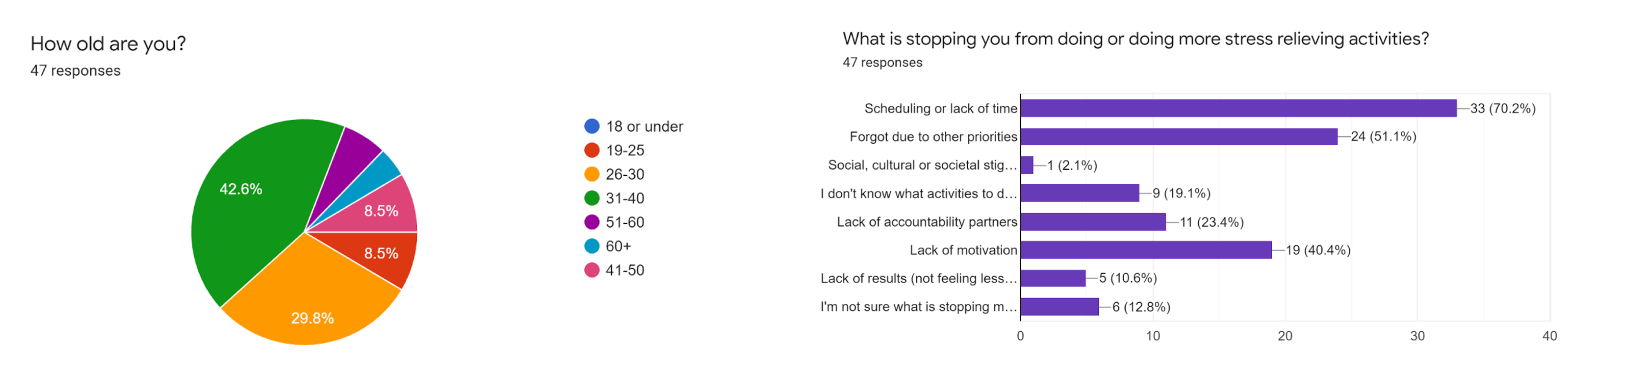 How old are you?
47 responses
42.6%
8.5%
8.5%
29.8%
18 or under
19-25
26-30
31-40
51-60
60+
41-50
What is stopping you from doing or doing more stress relieving activities?
47 responses
Scheduling or lack of time 33 (70.2%)
Forgot due to other priorities 24 (51.1%)
Social, cultural or societal stig... 1 (2.1%)
I don't know what activities to d... 9 (19.1%)
Lack of accountability partners 11 (23.4%)
Lack of motivation 19 (40.4%)
Lack of results (not feeling less... 5 (10.6%)
I'm not sure what is stopping m... 6 (12.8%)
0 10 20 30 40